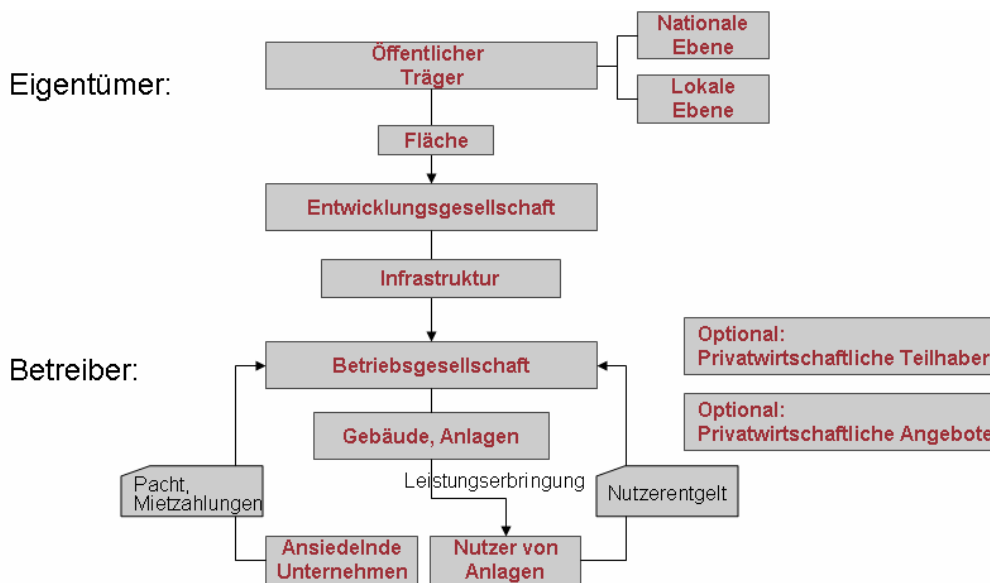 Eigentümer:
Öffentlicher
Träger
Nationale
Ebene
Lokale
Ebene
Fläche
Entwicklungsgesellschaft
Infrastruktur
Betreiber:
Betriebsgesellschaft
Optional:
Privatwirtschaftliche Teilhaber
Optional:
Privatwirtschaftliche Angebote
Gebäude, Anlagen
Leistungserbringung
Pacht,
Mietzahlungen
Nutzerentgelt
Ansiedelnde
Unternehmen
Nutzer von
Anlagen